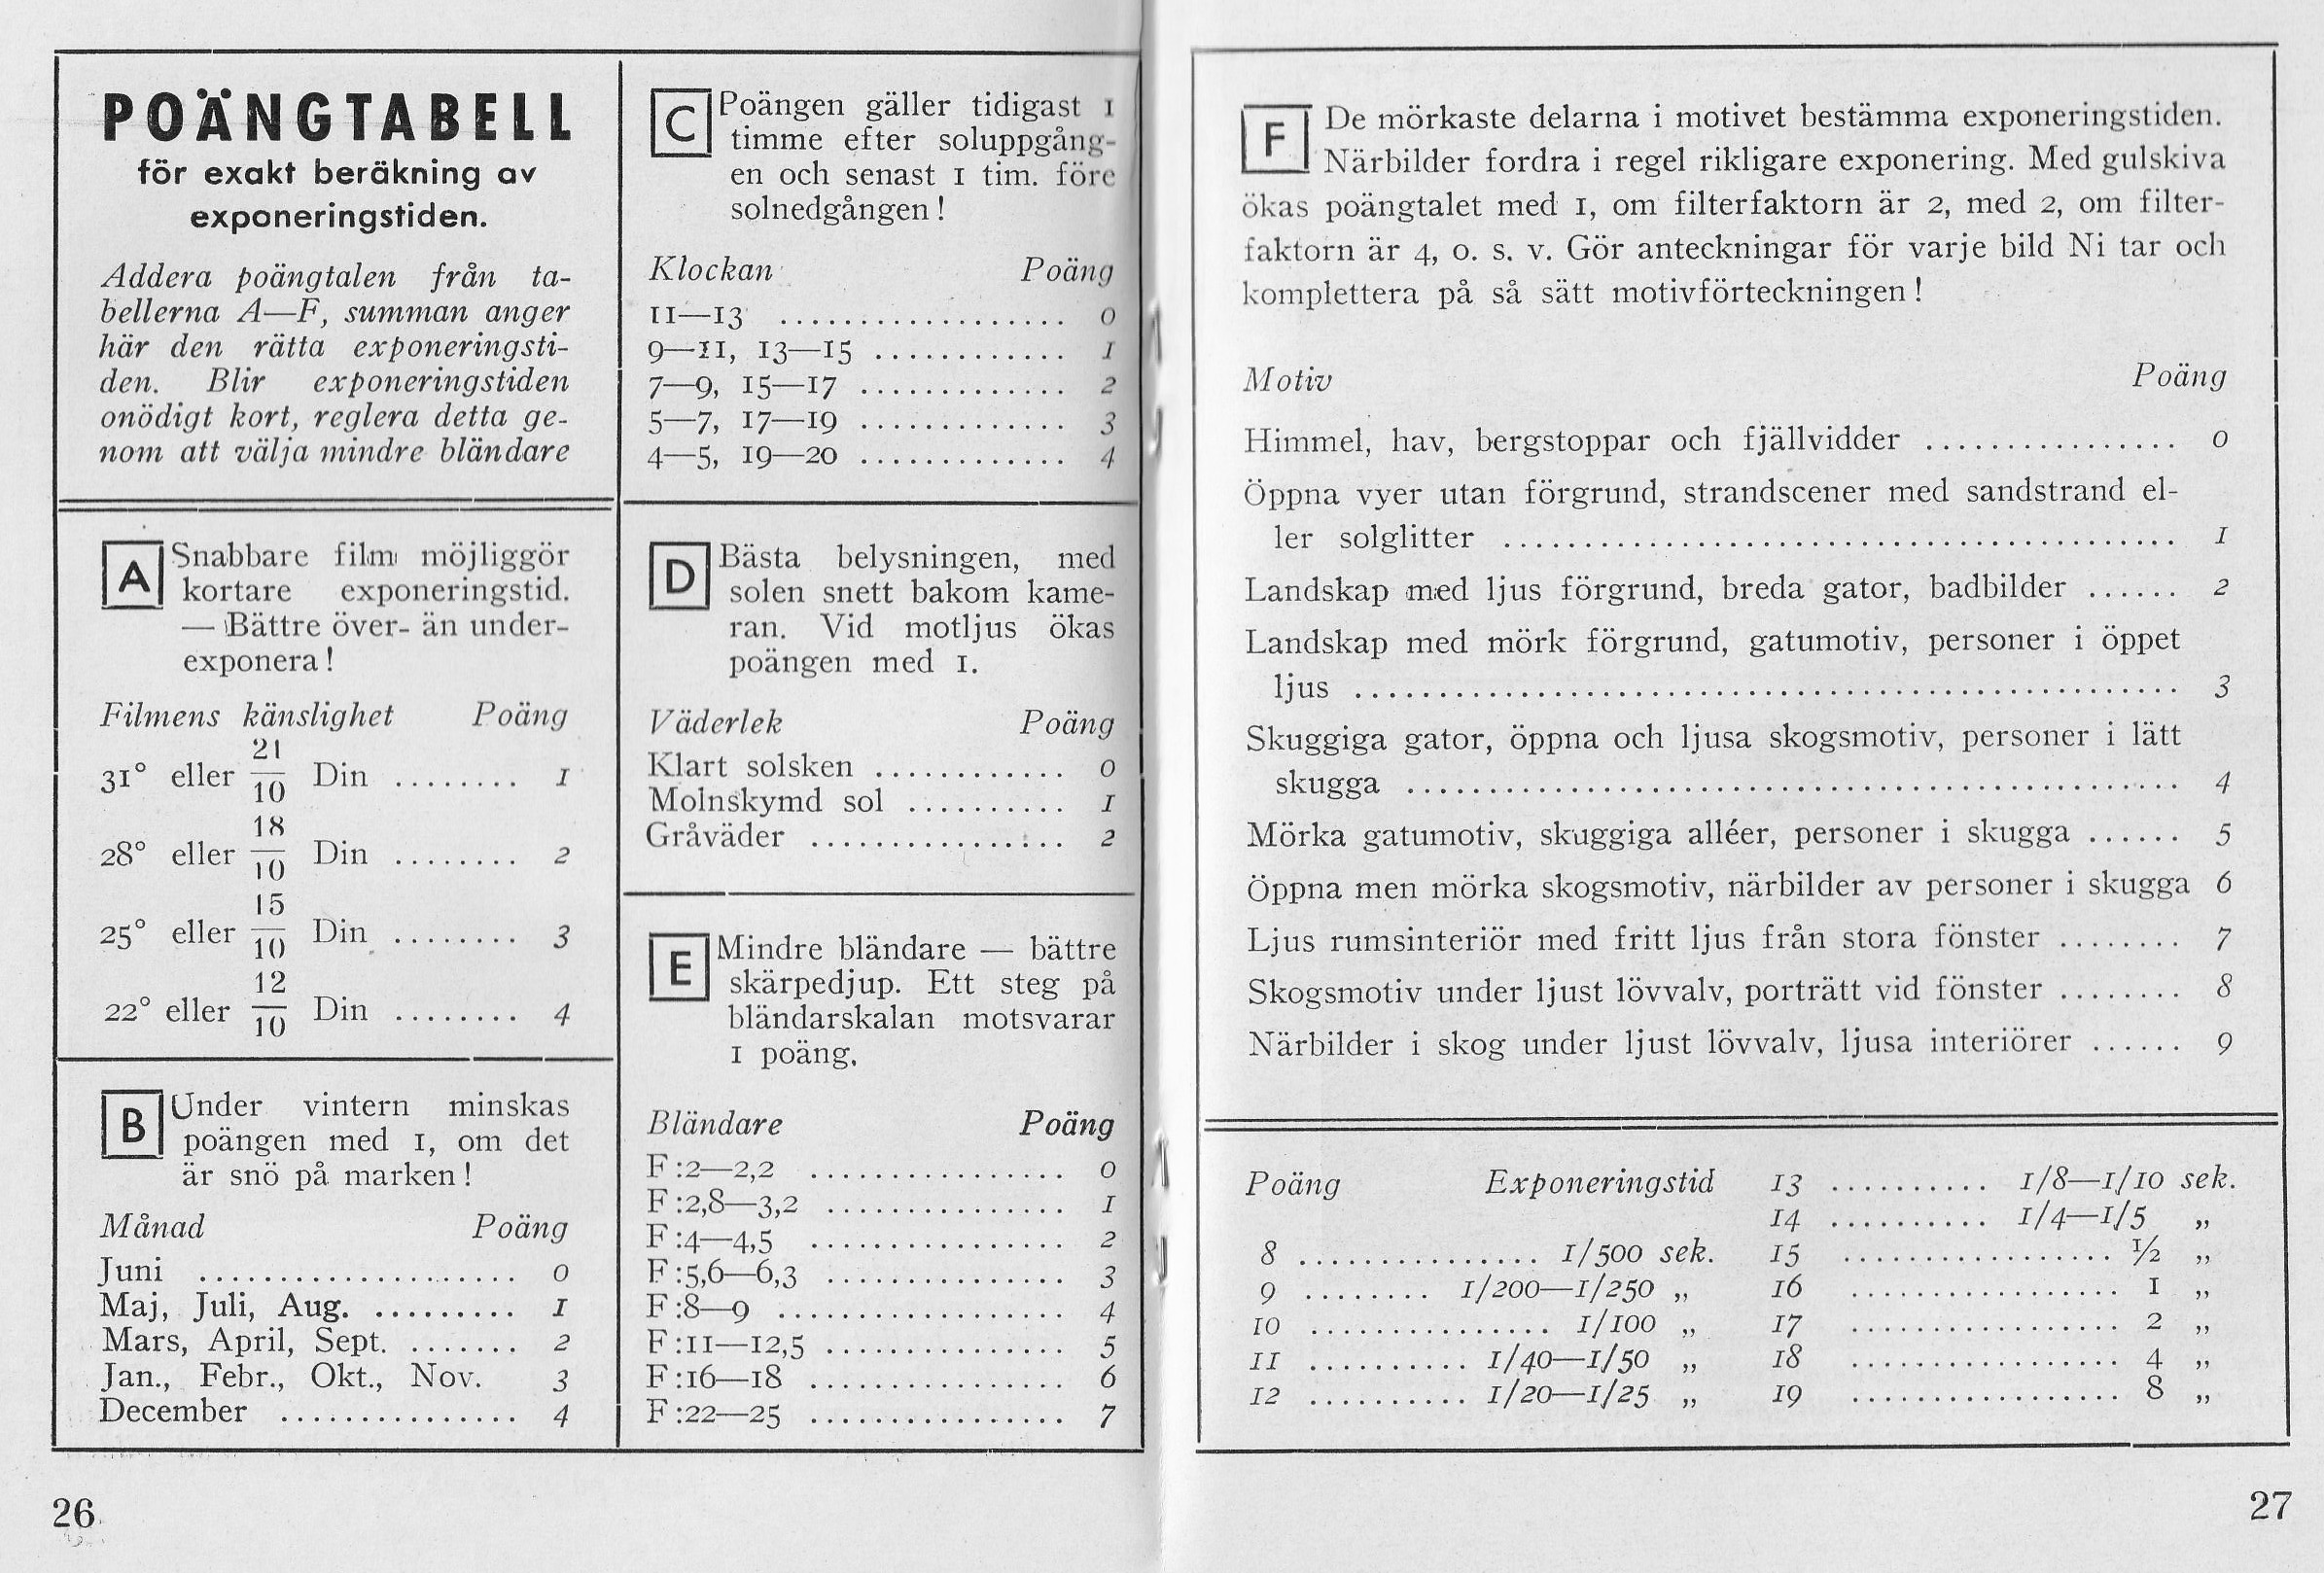 POÄNGTABELL
för exakt beräkning av
exponeringstiden.
Addera poängtalen från ta-
bellerna A—F, summan anger
här den rätta exponeringsti-
den. Blir exponeringstiden
onödigt kort, reglera detta ge-
nom att välja mindre bländare
A Snabbare film möjliggör
kortare exponeringstid.
— Bättre över- än under-
exponera!
Filmens känslighet Poäng
31° eller 21/10 Din ........ 1
28° eller 18/10 Din ........ 2
25° eller 15/10 Din ........ 3
22° eller 12/10 Din ........ 4
B Under vintern minskas
poängen med 1, om det
är snö på marken!
Månad Poäng
Juni .................... 0
Maj, Juli, Aug. ......... 1
Mars, April, Sept. ....... 2
Jan., Febr., Okt., Nov. 3
December ............... 4
C Poängen gäller tidigast 1
timme efter soluppgång-
en och senast 1 tim. före
solnedgången!
Klockan Poäng
11—13 .................. 0
9—11, 13—15 ............ 1
7—9, 15—17 ............. 2
5—7, 17—19 ............. 3
4—5, 19—20 ............. 4
D Bästa belysningen, med
solen snett bakom kame-
ran. Vid motljus ökas
poängen med 1.
Väderlek Poäng
Klart solsken ............ 0
Molnskymd sol .......... 1
Gråväder ................ 2
E Mindre bländare — bättre
skärpedjup. Ett steg på
bländarskalan motsvarar
1 poäng.
Bländare Poäng
F:2—2,2 ................ 0
F:2,8—3,2 ............... 1
F:4—4,5 ................ 2
F:5,6—6,3 ............... 3
F:8—9 .................. 4
F:11—12,5 ............... 5
F:16—18 ................ 6
F:22—25 ................ 7
26
F De mörkaste delarna i motivet bestämma exponeringstiden.
Närbilder fordra i regel rikligare exponering. Med gulskiva
ökas poängtalet med 1, om filterfaktorn är 2, med 2, om filter-
faktorn är 4, o. s. v. Gör anteckningar för varje bild Ni tar och
komplettera på så sätt motivförteckningen!
Motiv Poäng
Himmel, hav, bergstoppar och fjällvidder ................ 0
Öppna vyer utan förgrund, strandscener med sandstrand el-
ler solglitter ........................................... 1
Landskap med ljus förgrund, breda gator, badbilder ...... 2
Landskap med mörk förgrund, gatumotiv, personer i öppet
ljus .................................................... 3
Skuggiga gator, öppna och ljusa skogsmotiv, personer i lätt
skugga ................................................. 4
Mörka gatumotiv, skuggiga alléer, personer i skugga ...... 5
Öppna men mörka skogsmotiv, närbilder av personer i skugga 6
Ljus rumsinteriör med fritt ljus från stora fönster ........ 7
Skogsmotiv under ljust lövvalv, porträtt vid fönster ........ 8
Närbilder i skog under ljust lövvalv, ljusa interiörer ...... 9
Poäng Exponeringstid
8 ............... 1/500 sek.
9 ........ 1/200—1/250 „
10 ............... 1/100 „
11 .......... 1/40—1/50 „
12 .......... 1/20—1/25 „
13 .......... 1/8—1/10 sek.
14 .......... 1/4—1/5 „
15 ................. ½ „
16 ................. 1 „
17 ................. 2 „
18 ................. 4 „
19 ................. 8 „
27